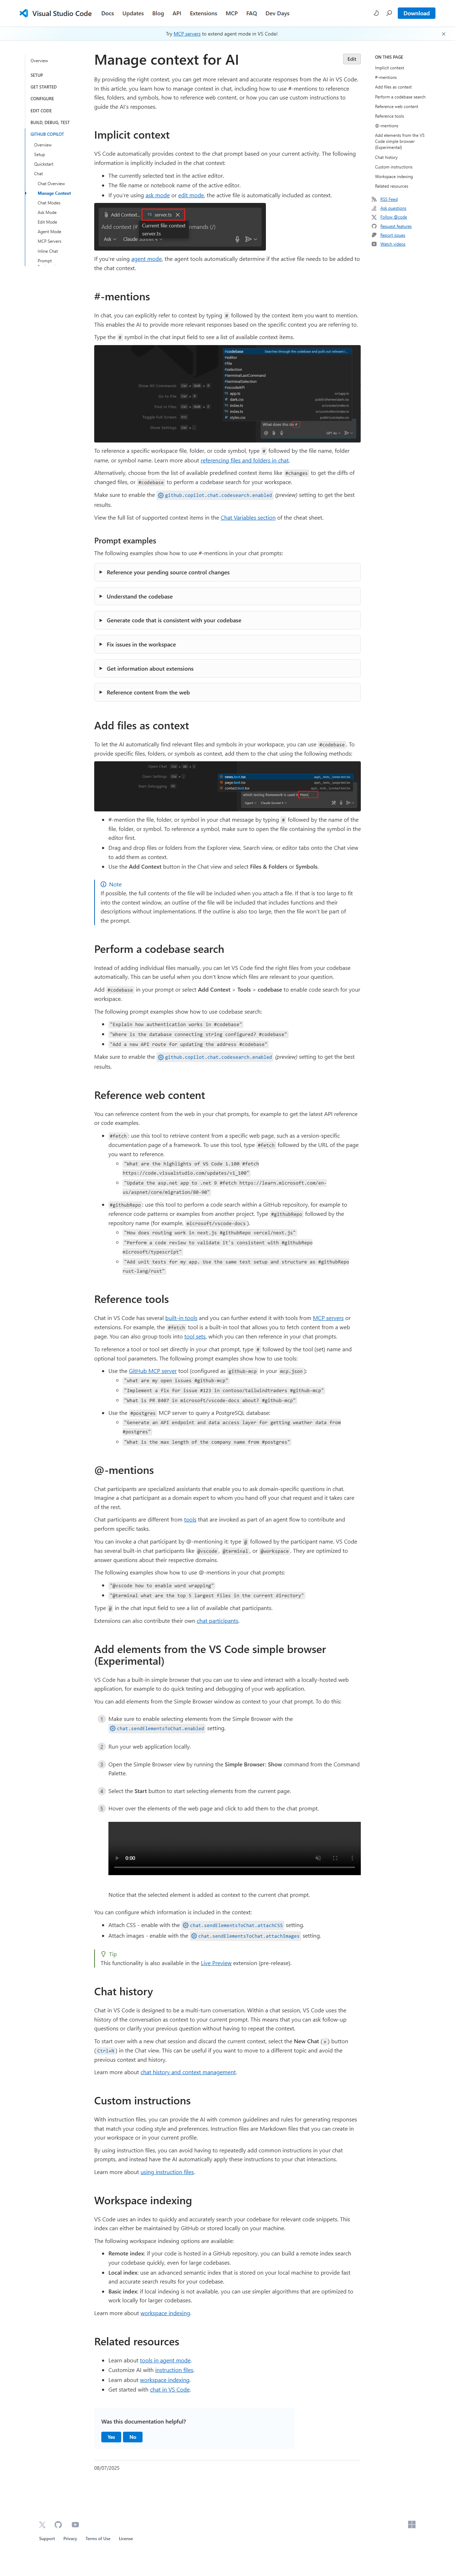 Visual Studio Code
Docs
Updates
Blog
API
Extensions
MCP
FAQ
Dev Days
Download
Try MCP servers to extend agent mode in VS Code!
Overview
SETUP
GET STARTED
CONFIGURE
EDIT CODE
BUILD, DEBUG, TEST
GITHUB COPILOT
Overview
Setup
Quickstart
Chat
Chat Overview
Manage Context
Chat Modes
Ask Mode
Edit Mode
Agent Mode
MCP Servers
Inline Chat
Prompt
Manage context for AI
Edit
By providing the right context, you can get more relevant and accurate responses from the AI in VS Code.
In this article, you learn how to manage context in chat, including how to use #-mentions to reference
files, folders, and symbols, how to reference web content, or how you can use custom instructions to
guide the AI's responses.
Implicit context
VS Code automatically provides context to the chat prompt based on your current activity. The following
information is implicitly included in the chat context:
The currently selected text in the active editor.
The file name or notebook name of the active editor.
If you're using ask mode or edit mode, the active file is automatically included as context.
Add Context...
server.ts
Current file context
server.ts
Ask
If you're using agent mode, the agent tools automatically determine if the active file needs to be added to
the chat context.
#-mentions
In chat, you can explicitly refer to context by typing # followed by the context item you want to mention.
This enables the AI to provide more relevant responses based on the specific context you are referring to.
Type the # symbol in the chat input field to see a list of available context items.
#codebase
Searches through the codebase and pulls out relevant i...
Show All Commands
Go to File
Find in Files
Toggle Full Screen
Show Settings
What does this #
To reference a specific workspace file, folder, or code symbol, type # followed by the file name, folder
name, or symbol name. Learn more about referencing files and folders in chat.
Alternatively, choose from the list of available predefined context items like #changes to get the diffs of
changed files, or #codebase to perform a codebase search for your workspace.
Make sure to enable the github.copilot.chat.codesearch.enabled (preview) setting to get the best
results.
View the full list of supported context items in the Chat Variables section of the cheat sheet.
Prompt examples
The following examples show how to use #-mentions in your chat prompts:
Reference your pending source control changes
Understand the codebase
Generate code that is consistent with your codebase
Fix issues in the workspace
Get information about extensions
Reference content from the web
Add files as context
To let the AI automatically find relevant files and symbols in your workspace, you can use #codebase. To
provide specific files, folders, or symbols as context, add them to the chat using the following methods:
Open Chat
Open Settings
Start Debugging
#-mention the file, folder, or symbol in your chat message by typing # followed by the name of the
file, folder, or symbol. To reference a symbol, make sure to open the file containing the symbol in the
editor first.
Drag and drop files or folders from the Explorer view, Search view, or editor tabs onto the Chat view
to add them as context.
Use the Add Context button in the Chat view and select Files & Folders or Symbols.
Note
If possible, the full contents of the file will be included when you attach a file. If that is too large to fit
into the context window, an outline of the file will be included that includes functions and their
descriptions without implementations. If the outline is also too large, then the file won't be part of
the prompt.
Perform a codebase search
Instead of adding individual files manually, you can let VS Code find the right files from your codebase
automatically. This can be useful when you don't know which files are relevant to your question.
Add #codebase in your prompt or select Add Context > Tools > codebase to enable code search for your
workspace.
The following prompt examples show how to use codebase search:
"Explain how authentication works in #codebase"
"Where is the database connecting string configured? #codebase"
"Add a new API route for updating the address #codebase"
Make sure to enable the github.copilot.chat.codesearch.enabled (preview) setting to get the best
results.
Reference web content
You can reference content from the web in your chat prompts, for example to get the latest API reference
or code examples.
#fetch: use this tool to retrieve content from a specific web page, such as a version-specific
documentation page of a framework. To use this tool, type #fetch followed by the URL of the page
you want to reference.
"What are the highlights of VS Code 1.100 #fetch
https://code.visualstudio.com/updates/v1_100"
"Update the asp.net app to .net 9 #fetch https://learn.microsoft.com/en-
us/aspnet/core/migration/80-90"
#githubRepo: use this tool to perform a code search within a GitHub repository, for example to
reference code patterns or examples from another project. Type #githubRepo followed by the
repository name (for example, microsoft/vscode-docs).
"How does routing work in next.js #githubRepo vercel/next.js"
"Perform a code review to validate it's consistent with #githubRepo
microsoft/typescript"
"Add unit tests for my app. Use the same test setup and structure as #githubRepo
rust-lang/rust"
Reference tools
Chat in VS Code has several built-in tools and you can further extend it with tools from MCP servers or
extensions. For example, the #fetch tool is a built-in tool that allows you to fetch content from a web
page. You can also group tools into tool sets, which you can then reference in your chat prompts.
To reference a tool or tool set directly in your chat prompt, type # followed by the tool (set) name and
optional tool parameters. The following prompt examples show how to use tools:
Use the GitHub MCP server tool (configured as github-mcp in your mcp.json):
"what are my open issues #github-mcp"
"Implement a fix for issue #123 in contoso/tailwindtraders #github-mcp"
"What is PR 8407 in microsoft/vscode-docs about? #github-mcp"
Use the #postgres MCP server to query a PostgreSQL database:
"Generate an API endpoint and data access layer for getting weather data from
#postgres"
"What is the max length of the company name from #postgres"
@-mentions
Chat participants are specialized assistants that enable you to ask domain-specific questions in chat.
Imagine a chat participant as a domain expert to whom you hand off your chat request and it takes care
of the rest.
Chat participants are different from tools that are invoked as part of an agent flow to contribute and
perform specific tasks.
You can invoke a chat participant by @-mentioning it: type @ followed by the participant name. VS Code
has several built-in chat participants like @vscode, @terminal, or @workspace. They are optimized to
answer questions about their respective domains.
The following examples show how to use @-mentions in your chat prompts:
"@vscode how to enable word wrapping"
"@terminal what are the top 5 largest files in the current directory"
Type @ in the chat input field to see a list of available chat participants.
Extensions can also contribute their own chat participants.
Add elements from the VS Code simple browser
(Experimental)
VS Code has a built-in simple browser that you can use to view and interact with a locally-hosted web
application, for example to do quick testing and debugging of your web application.
You can add elements from the Simple Browser window as context to your chat prompt. To do this:
1 Make sure to enable selecting elements from the Simple Browser with the
chat.sendElementsToChat.enabled setting.
2 Run your web application locally.
3 Open the Simple Browser view by running the Simple Browser: Show command from the Command
Palette.
4 Select the Start button to start selecting elements from the current page.
5 Hover over the elements of the web page and click to add them to the chat prompt.
0:00
Notice that the selected element is added as context to the current chat prompt.
You can configure which information is included in the context:
Attach CSS - enable with the chat.sendElementsToChat.attachCSS setting.
Attach images - enable with the chat.sendElementsToChat.attachImages setting.
Tip
This functionality is also available in the Live Preview extension (pre-release).
Chat history
Chat in VS Code is designed to be a multi-turn conversation. Within a chat session, VS Code uses the
history of the conversation as context to your current prompt. This means that you can ask follow-up
questions or clarify your previous question without having to repeat the context.
To start over with a new chat session and discard the current context, select the New Chat (+) button
(Ctrl+N) in the Chat view. This can be useful if you want to move to a different topic and avoid the
previous context and history.
Learn more about chat history and context management.
Custom instructions
With instruction files, you can provide the AI with common guidelines and rules for generating responses
that match your coding style and preferences. Instruction files are Markdown files that you can create in
your workspace or in your current profile.
By using instruction files, you can avoid having to repeatedly add common instructions in your chat
prompts, and instead have the AI automatically apply these instructions to your chat interactions.
Learn more about using instruction files.
Workspace indexing
VS Code uses an index to quickly and accurately search your codebase for relevant code snippets. This
index can either be maintained by GitHub or stored locally on your machine.
The following workspace indexing options are available:
Remote index: if your code is hosted in a GitHub repository, you can build a remote index search
your codebase quickly, even for large codebases.
Local index: use an advanced semantic index that is stored on your local machine to provide fast
and accurate search results for your codebase.
Basic index: if local indexing is not available, you can use simpler algorithms that are optimized to
work locally for larger codebases.
Learn more about workspace indexing.
Related resources
Learn about tools in agent mode.
Customize AI with instruction files.
Learn about workspace indexing.
Get started with chat in VS Code.
Was this documentation helpful?
Yes
No
08/07/2025
ON THIS PAGE
Implicit context
#-mentions
Add files as context
Perform a codebase search
Reference web content
Reference tools
@-mentions
Add elements from the VS
Code simple browser
(Experimental)
Chat history
Custom instructions
Workspace indexing
Related resources
RSS Feed
Ask questions
Follow @code
Request features
Report issues
Watch videos
Support
Privacy
Terms of Use
License